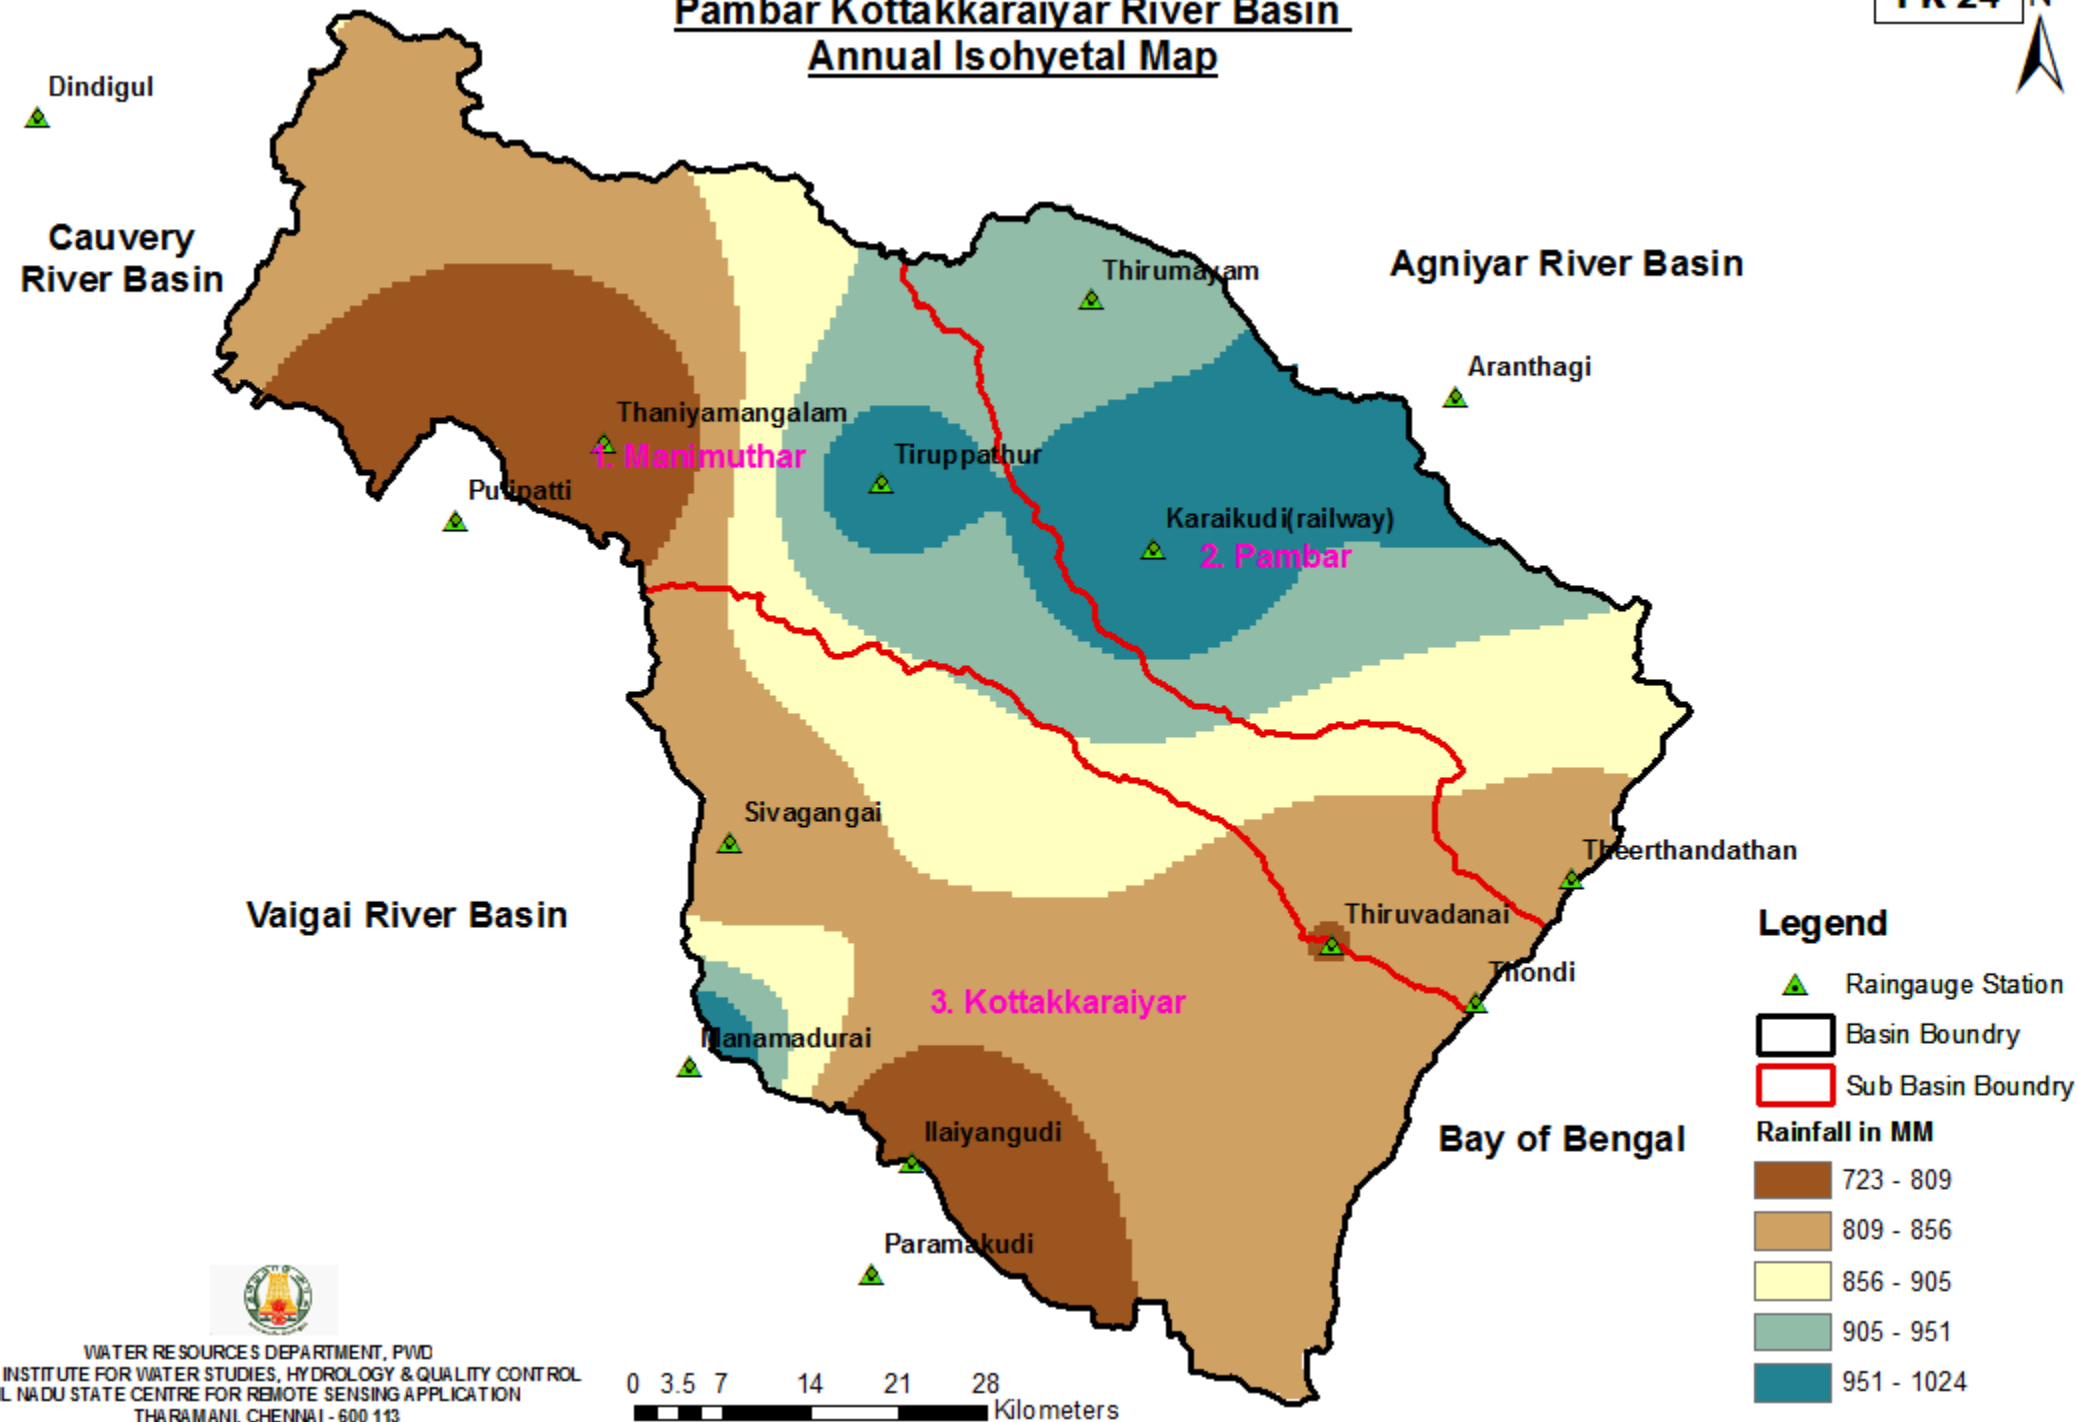 Pambar Kottakkaraiyar River Basin
Annual Isohyetal Map
N
Dindigul
Cauvery
River Basin
Thirumayam
Agniyar River Basin
Aranthagi
Thaniyamangalam
1. Manimuthar
Tiruppathur
Pulipatti
Karaikudi(railway)
2. Pambar
Sivagangai
Theerthandathan
Vaigai River Basin
Thiruvadanai
Thondi
3. Kottakkaraiyar
Manamadurai
Ilaiyangudi
Bay of Bengal
Paramakudi
Legend
Raingauge Station
Basin Boundry
Sub Basin Boundry
Rainfall in MM
723 - 809
809 - 856
856 - 905
905 - 951
951 - 1024
WATER RESOURCES DEPARTMENT, PWD
INSTITUTE FOR WATER STUDIES, HYDROLOGY & QUALITY CONTROL
L NADU STATE CENTRE FOR REMOTE SENSING APPLICATION
THARAMANI, CHENNAI - 600 113
0 3.5 7 14 21 28
Kilometers